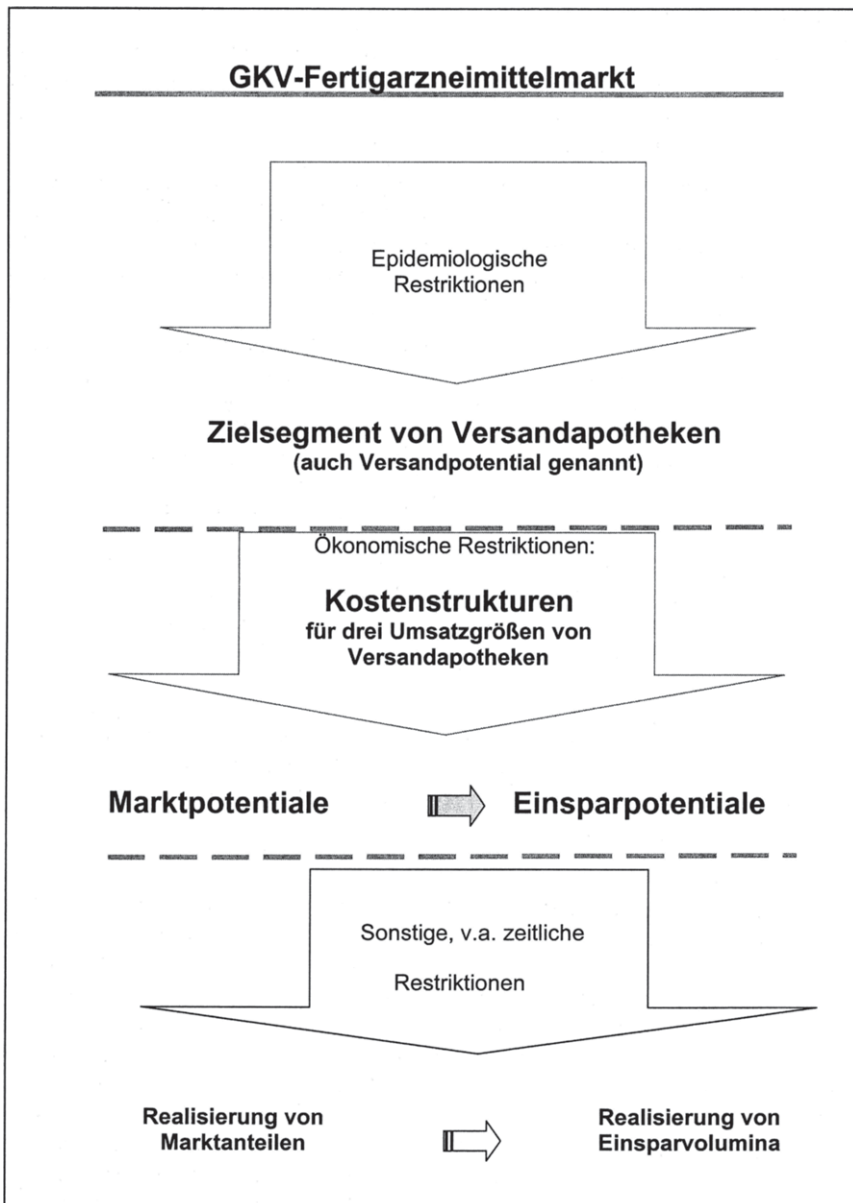 GKV-Fertigarzneimittelmarkt
Epidemiologische
Restriktionen
Zielsegment von Versandapotheken
(auch Versandpotential genannt)
Ökonomische Restriktionen:
Kostenstrukturen
für drei Umsatzgrößen von
Versandapotheken
Marktpotentiale
Einsparpotentiale
Sonstige, v.a. zeitliche
Restriktionen
Realisierung von
Marktanteilen
Realisierung von
Einsparvolumina